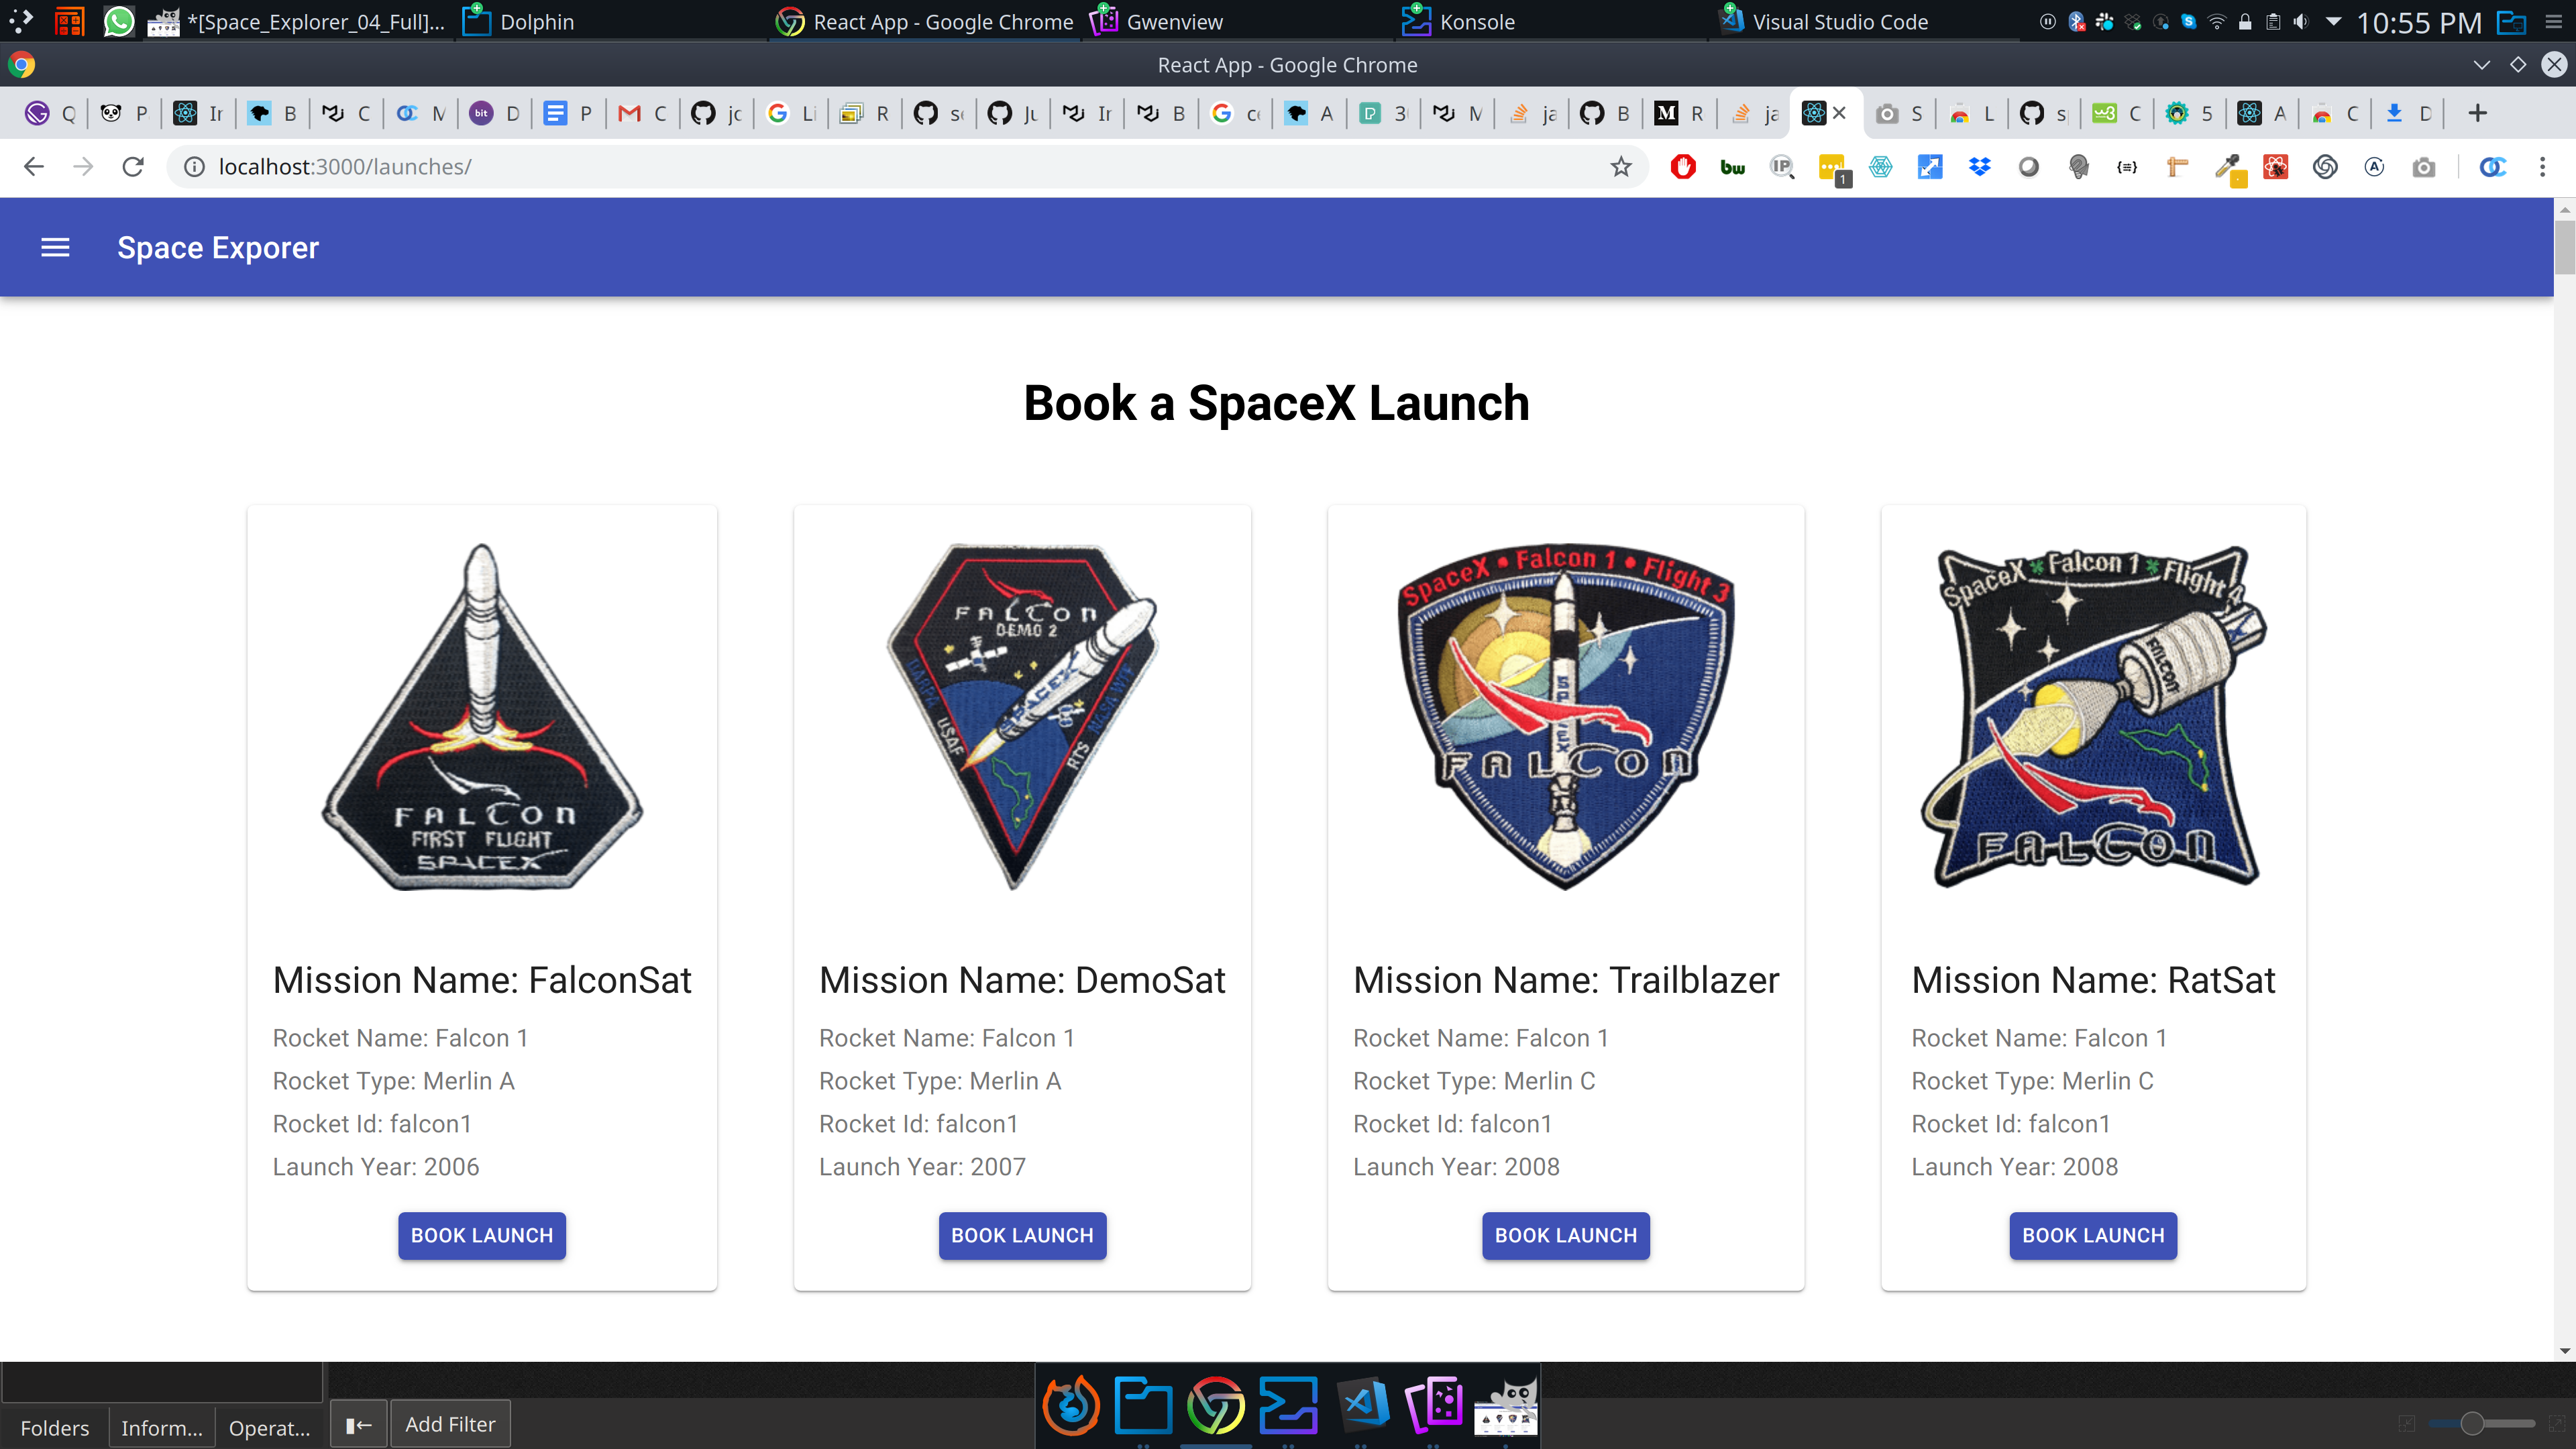 *[Space_Explorer_04_Full]...
Dolphin
React App - Google Chrome
Gwenview
Konsole
Visual Studio Code
10:55 PM
React App - Google Chrome
localhost:3000/launches/
Space Exporer
Book a SpaceX Launch
FALCON
FIRST FLIGHT
SPACEX
Mission Name: FalconSat
Rocket Name: Falcon 1
Rocket Type: Merlin A
Rocket Id: falcon1
Launch Year: 2006
BOOK LAUNCH
FALCON
DEMO 2
SPACEX
USAF
RTS
Mission Name: DemoSat
Rocket Name: Falcon 1
Rocket Type: Merlin A
Rocket Id: falcon1
Launch Year: 2007
BOOK LAUNCH
SpaceX • Falcon 1 • Flight 3
SPACEX
FALCON
Mission Name: Trailblazer
Rocket Name: Falcon 1
Rocket Type: Merlin C
Rocket Id: falcon1
Launch Year: 2008
BOOK LAUNCH
SpaceX Falcon 1 Flight 4
FALCON
FALCON
Mission Name: RatSat
Rocket Name: Falcon 1
Rocket Type: Merlin C
Rocket Id: falcon1
Launch Year: 2008
BOOK LAUNCH
Folders
Inform...
Operat...
Add Filter